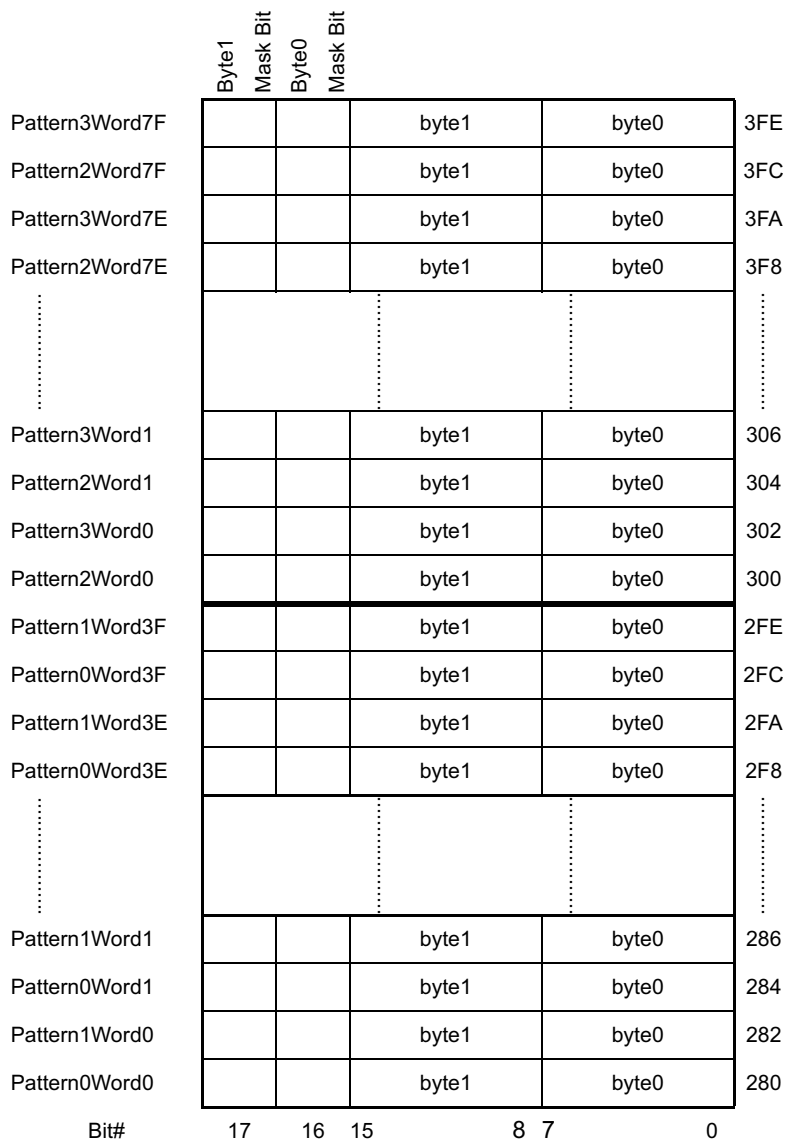 Byte1
Mask Bit
Byte0
Mask Bit
Pattern3Word7F byte1 byte0 3FE
Pattern2Word7F byte1 byte0 3FC
Pattern3Word7E byte1 byte0 3FA
Pattern2Word7E byte1 byte0 3F8
Pattern3Word1 byte1 byte0 306
Pattern2Word1 byte1 byte0 304
Pattern3Word0 byte1 byte0 302
Pattern2Word0 byte1 byte0 300
Pattern1Word3F byte1 byte0 2FE
Pattern0Word3F byte1 byte0 2FC
Pattern1Word3E byte1 byte0 2FA
Pattern0Word3E byte1 byte0 2F8
Pattern1Word1 byte1 byte0 286
Pattern0Word1 byte1 byte0 284
Pattern1Word0 byte1 byte0 282
Pattern0Word0 byte1 byte0 280
Bit# 17 16 15 8 7 0